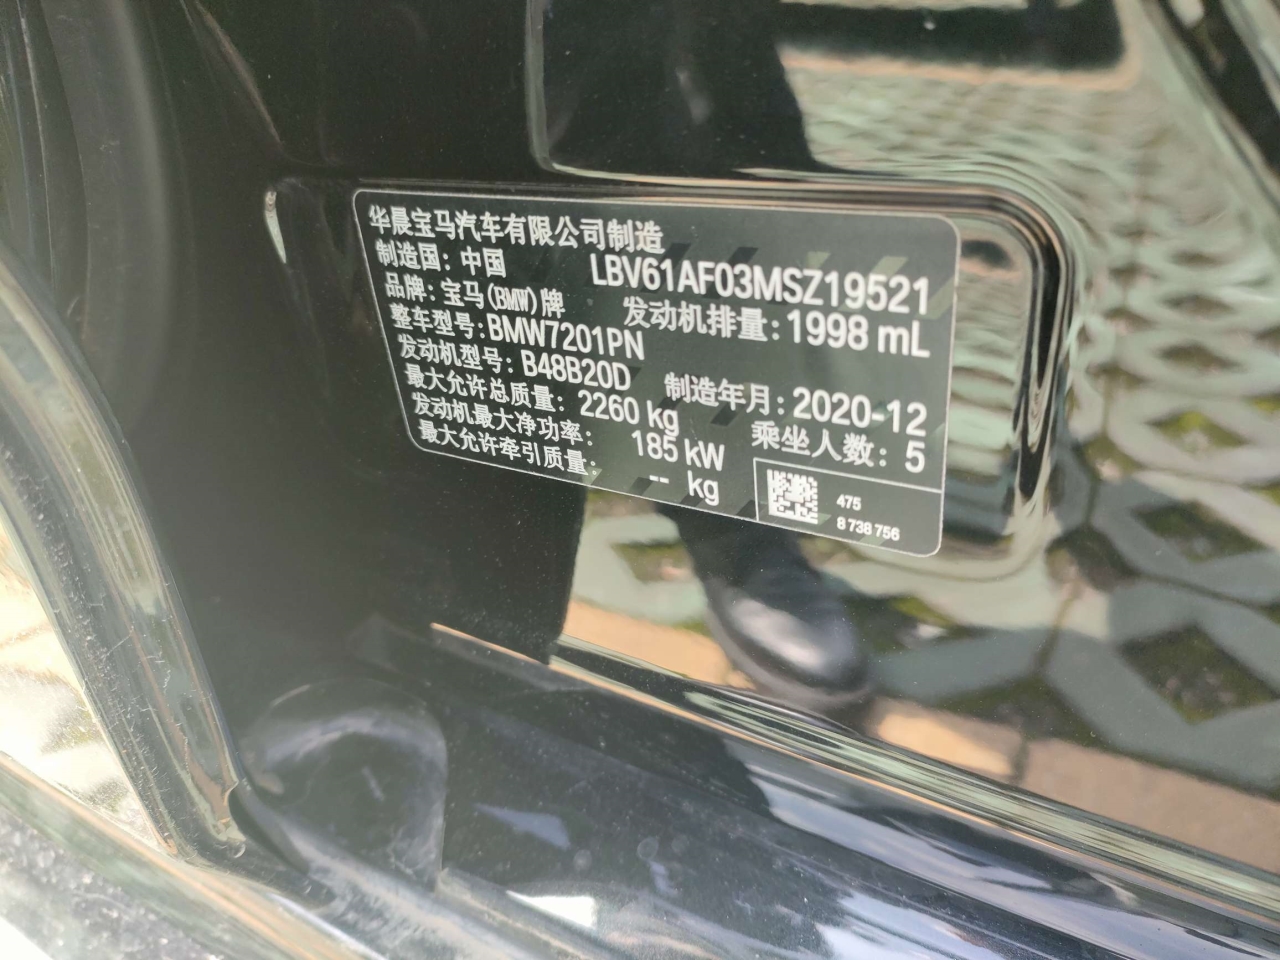 华晨宝马汽车有限公司制造
制造国: 中国 LBV61AF03MSZ19521
品牌: 宝马(BMW)牌 发动机排量: 1998 mL
整车型号: BMW7201PN
发动机型号: B48B20D 制造年月: 2020-12
最大允许总质量: 2260 kg 乘坐人数: 5
发动机最大净功率: 185 kW
最大允许牵引质量: -- kg
475
8 738 756